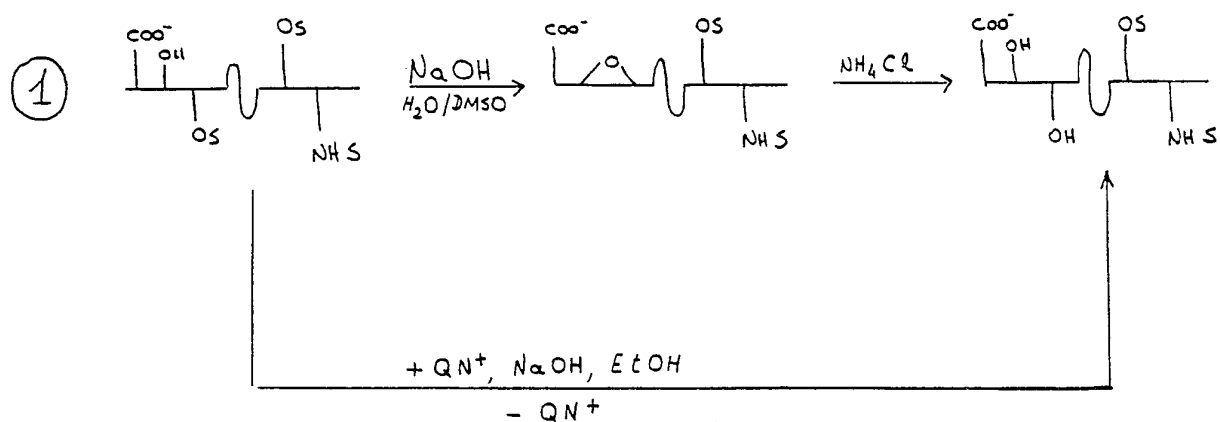 1
COO⁻ OH OS OS NHS
NaOH
H₂O/DMSO
COO⁻ O OS NHS
NH₄Cl
COO⁻ OH OH OS NHS
+ QN⁺, NaOH, EtOH
- QN⁺